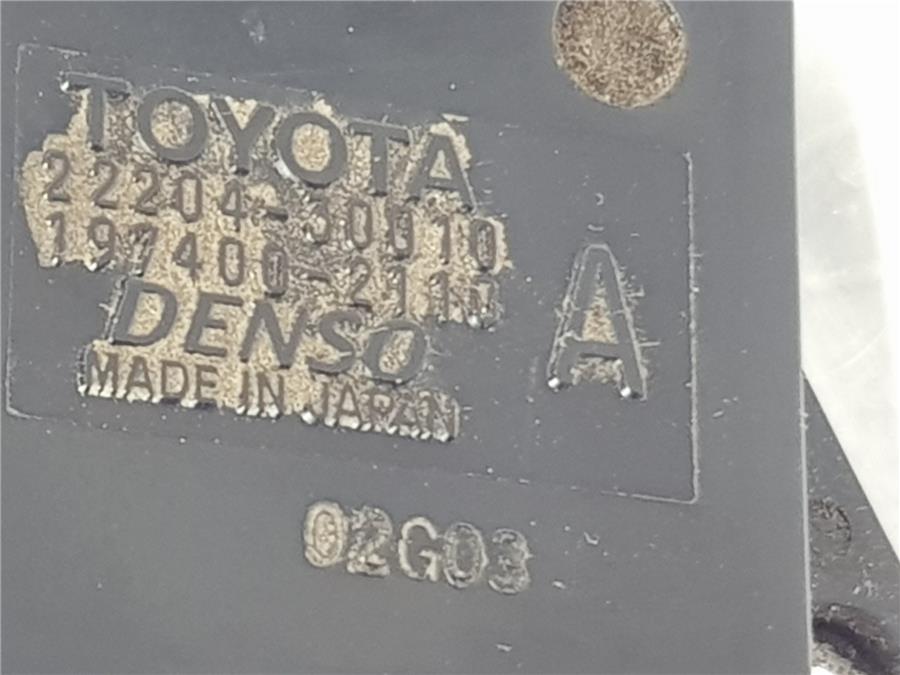 TOYOTA
22204-30010
197400-2110
DENSO
MADE IN JAPAN
A
02G03